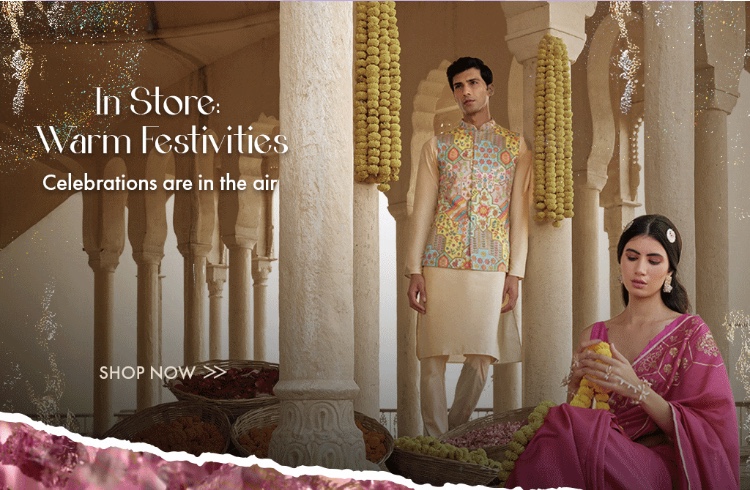 In Store:
Warm Festivities
Celebrations are in the air
SHOP NOW >>